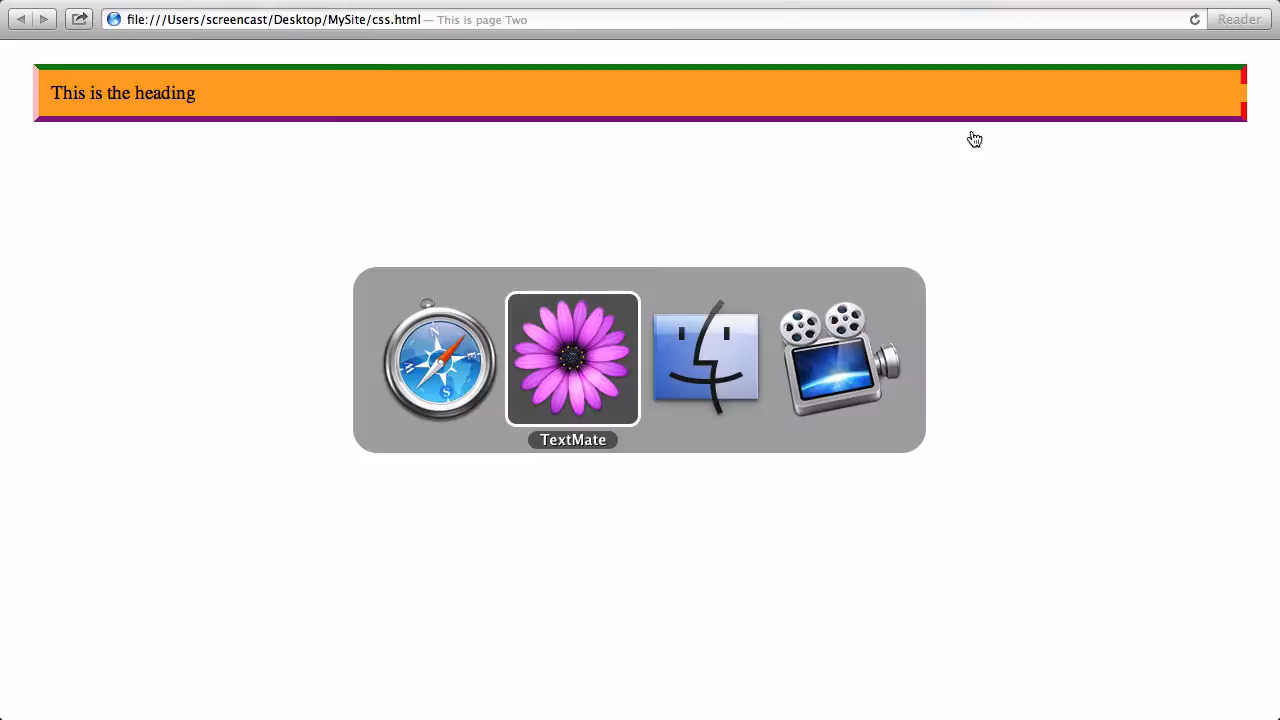 file:///Users/screencast/Desktop/MySite/css.html — This is page Two
Reader
This is the heading
N
W
E
S
TextMate